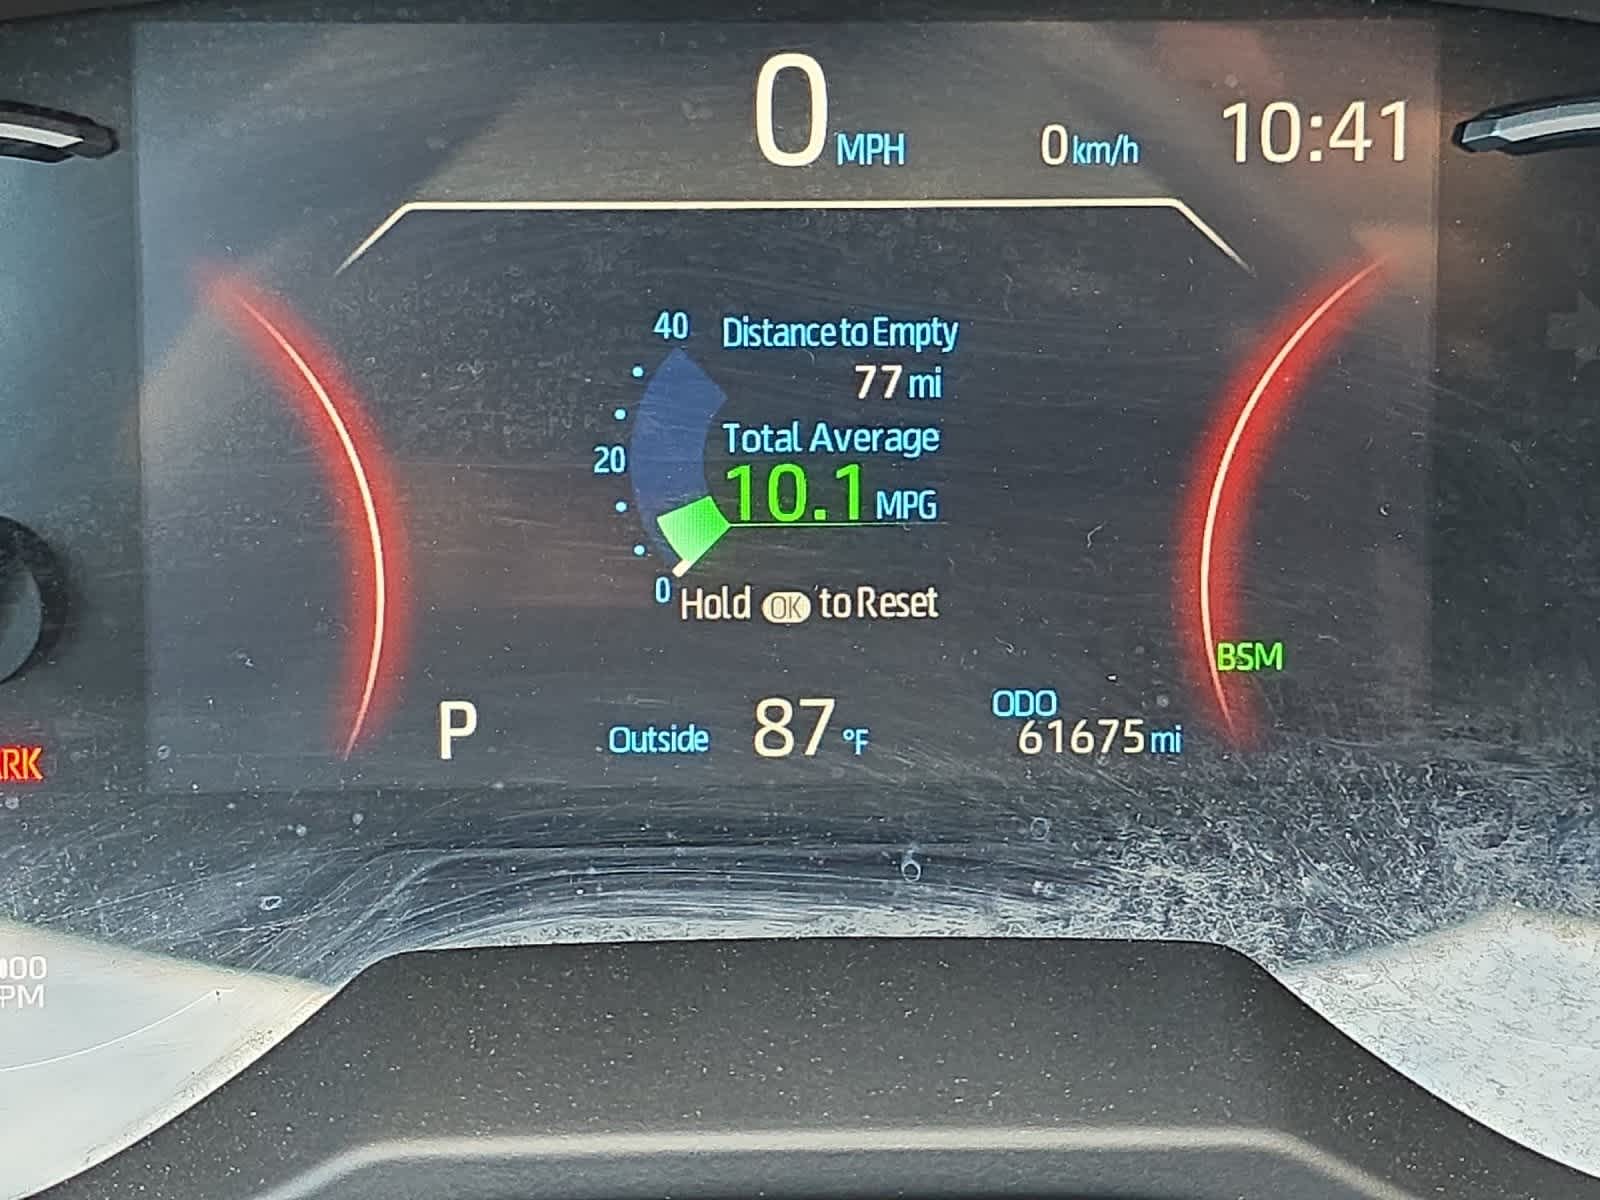 0 MPH 0 km/h 10:41
40 Distance to Empty
77 mi
Total Average
20
10.1 MPG
0 Hold OK to Reset
BSM
P Outside 87 °F ODO
61675 mi